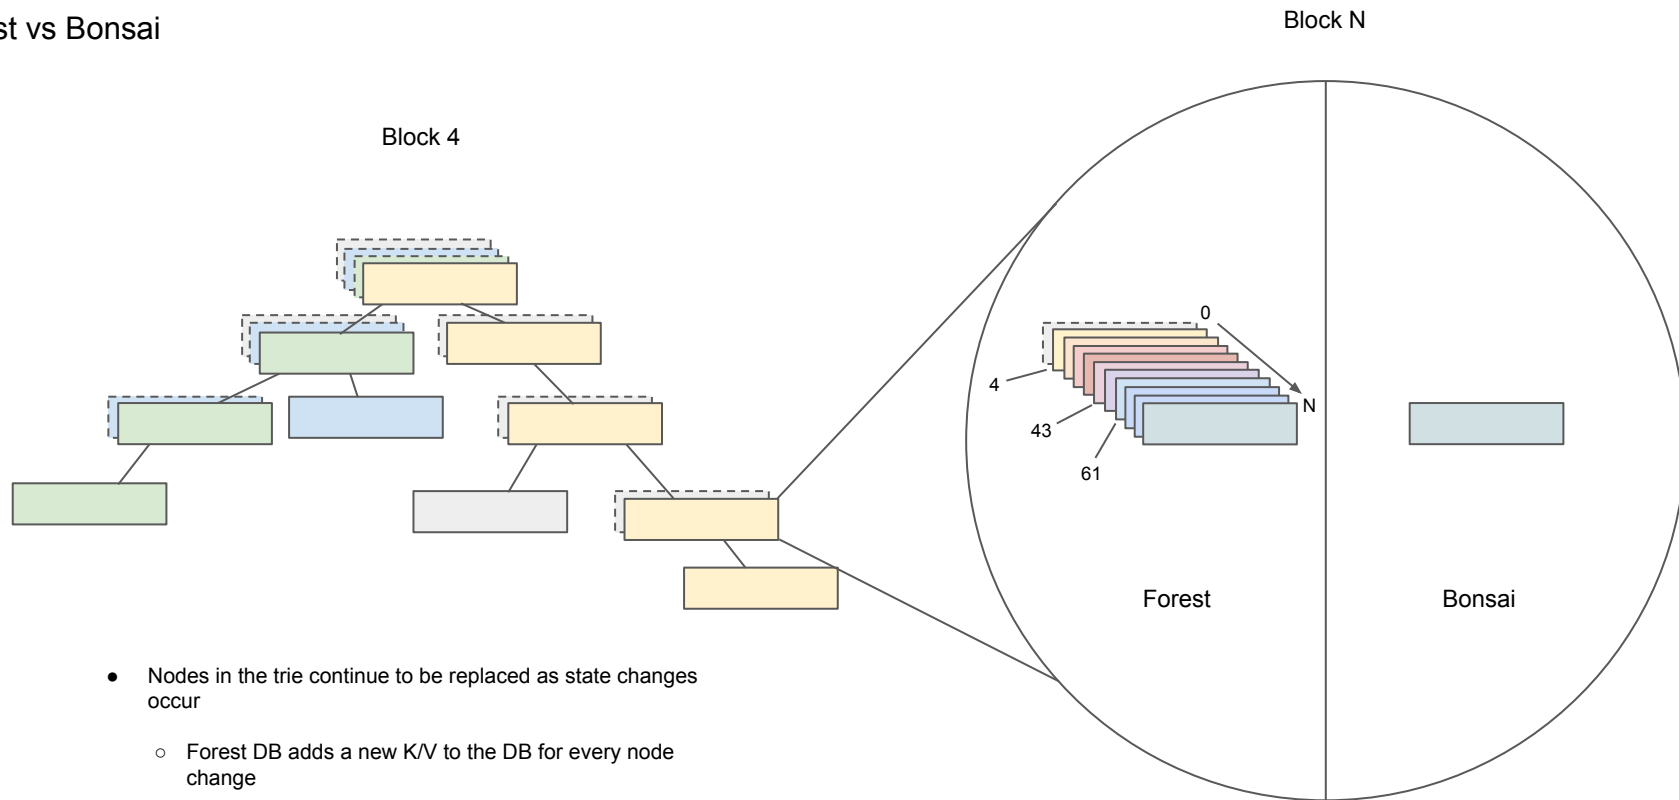 st vs Bonsai
Block N
Block 4
0
4
N
43
61
Forest
Bonsai
● Nodes in the trie continue to be replaced as state changes
occur
○ Forest DB adds a new K/V to the DB for every node
change